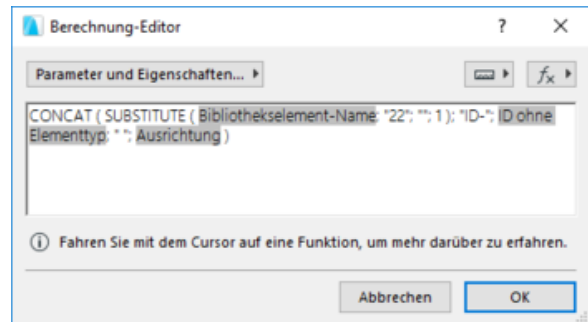 Berechnung-Editor
?
Parameter und Eigenschaften...
fx
CONCAT ( SUBSTITUTE ( Bibliothekselement-Name; "22"; ""; 1 ); "ID-"; ID ohne
Elementtyp; " "; Ausrichtung )
Fahren Sie mit dem Cursor auf eine Funktion, um mehr darüber zu erfahren.
Abbrechen
OK